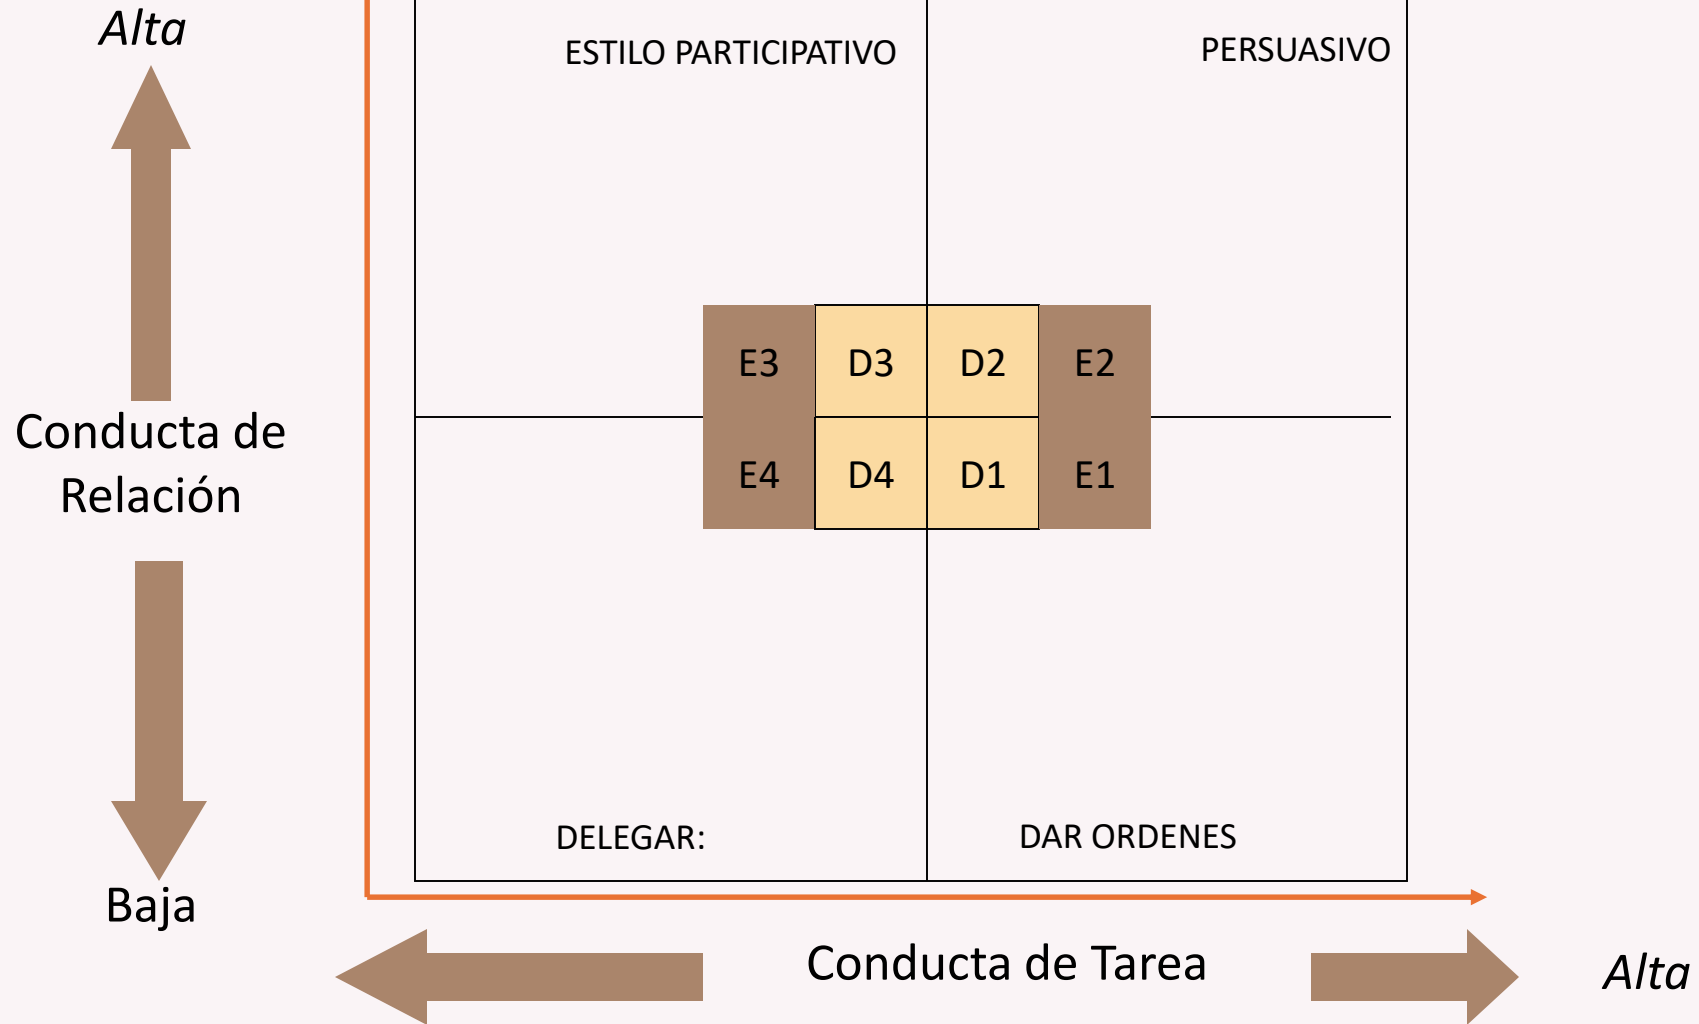 Alta
ESTILO PARTICIPATIVO
PERSUASIVO
E3 D3 D2 E2
Conducta de
Relación
E4 D4 D1 E1
DELEGAR:
DAR ORDENES
Baja
Conducta de Tarea
Alta